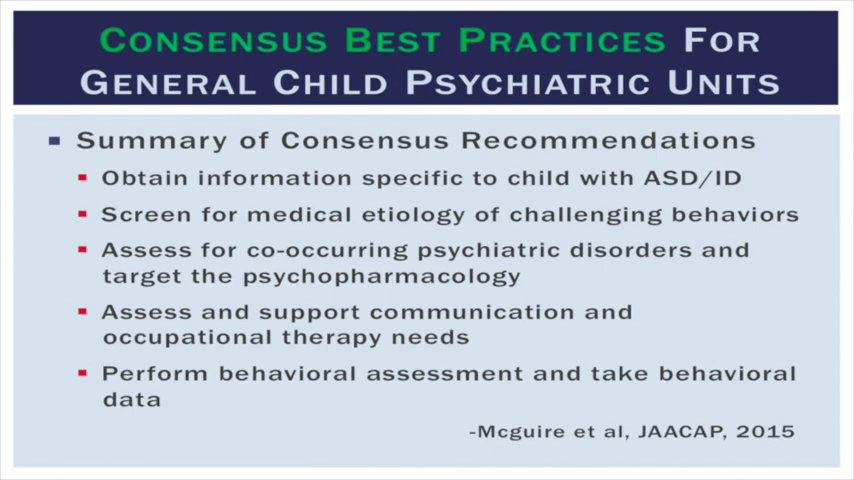 CONSENSUS BEST PRACTICES FOR
GENERAL CHILD PSYCHIATRIC UNITS
Summary of Consensus Recommendations
Obtain information specific to child with ASD/ID
Screen for medical etiology of challenging behaviors
Assess for co-occurring psychiatric disorders and
target the psychopharmacology
Assess and support communication and
occupational therapy needs
Perform behavioral assessment and take behavioral
data
-Mcguire et al, JAACAP, 2015